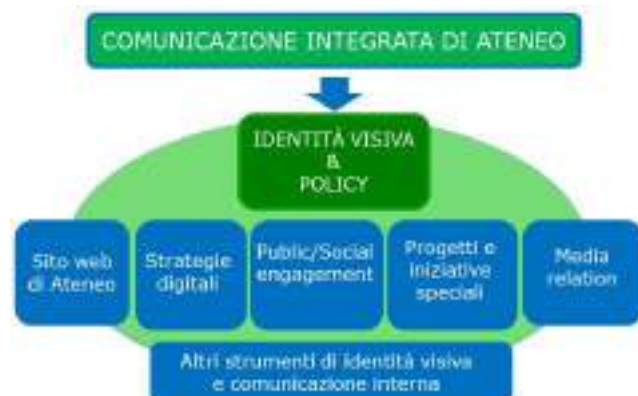 COMUNICAZIONE INTEGRATA DI ATENEO
IDENTITÀ VISIVA
&
POLICY
Sito web
di Ateneo
Strategie
digitali
Public/Social
engagement
Progetti e
iniziative
speciali
Media
relation
Altri strumenti di identità visiva
e comunicazione interna